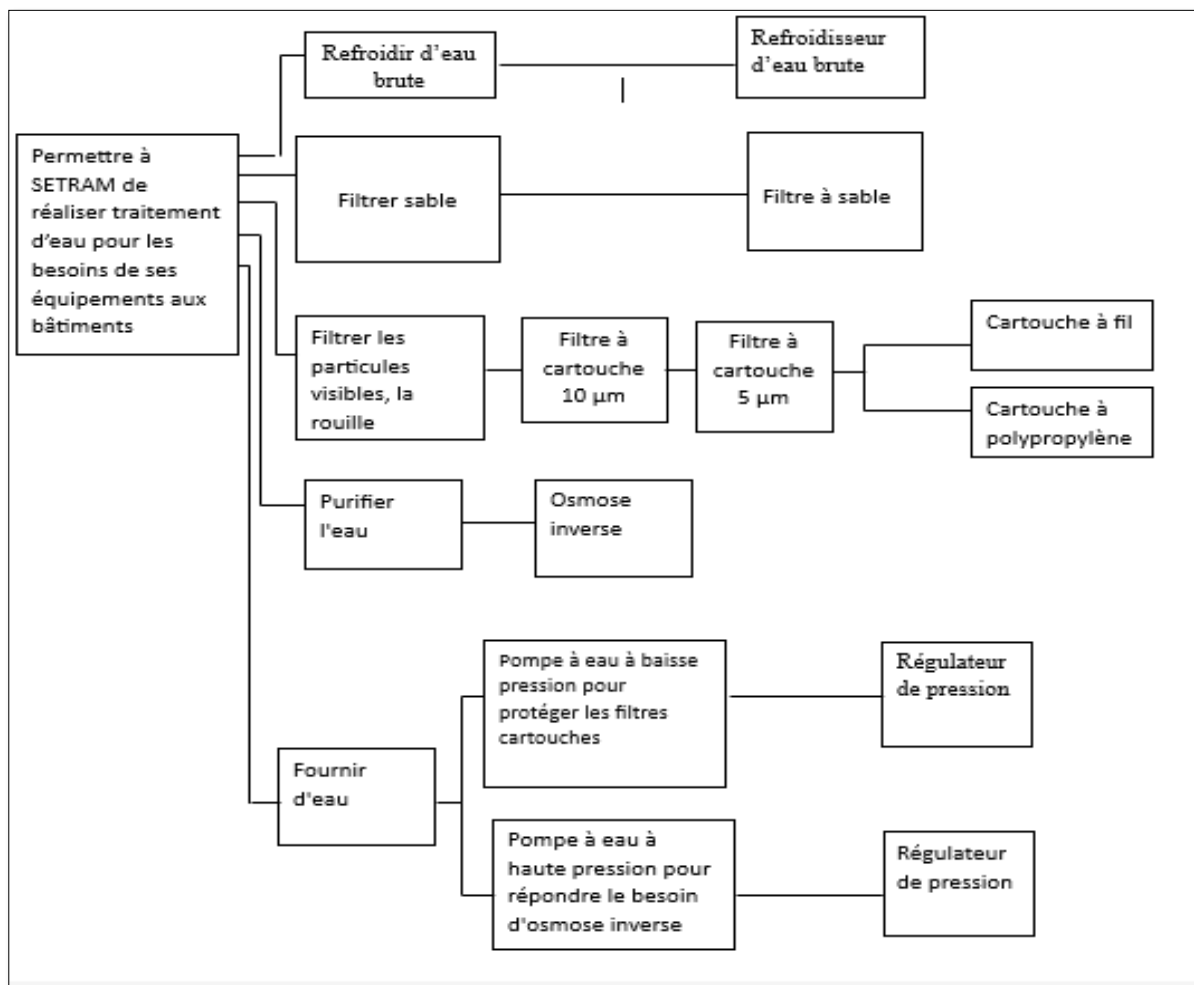 Refroidir d’eau
brute
Refroidisseur
d’eau brute
Permettre à
SETRAM de
réaliser traitement
d’eau pour les
besoins de ses
équipements aux
bâtiments
Filtrer sable
Filtre à sable
Filtrer les
particules
visibles, la
rouille
Filtre à
cartouche
10 µm
Filtre à
cartouche
5 µm
Cartouche à fil
Cartouche à
polypropylène
Purifier
l'eau
Osmose
inverse
Fournir
d'eau
Pompe à eau à baisse
pression pour
protéger les filtres
cartouches
Régulateur
de pression
Pompe à eau à
haute pression pour
répondre le besoin
d'osmose inverse
Régulateur
de pression